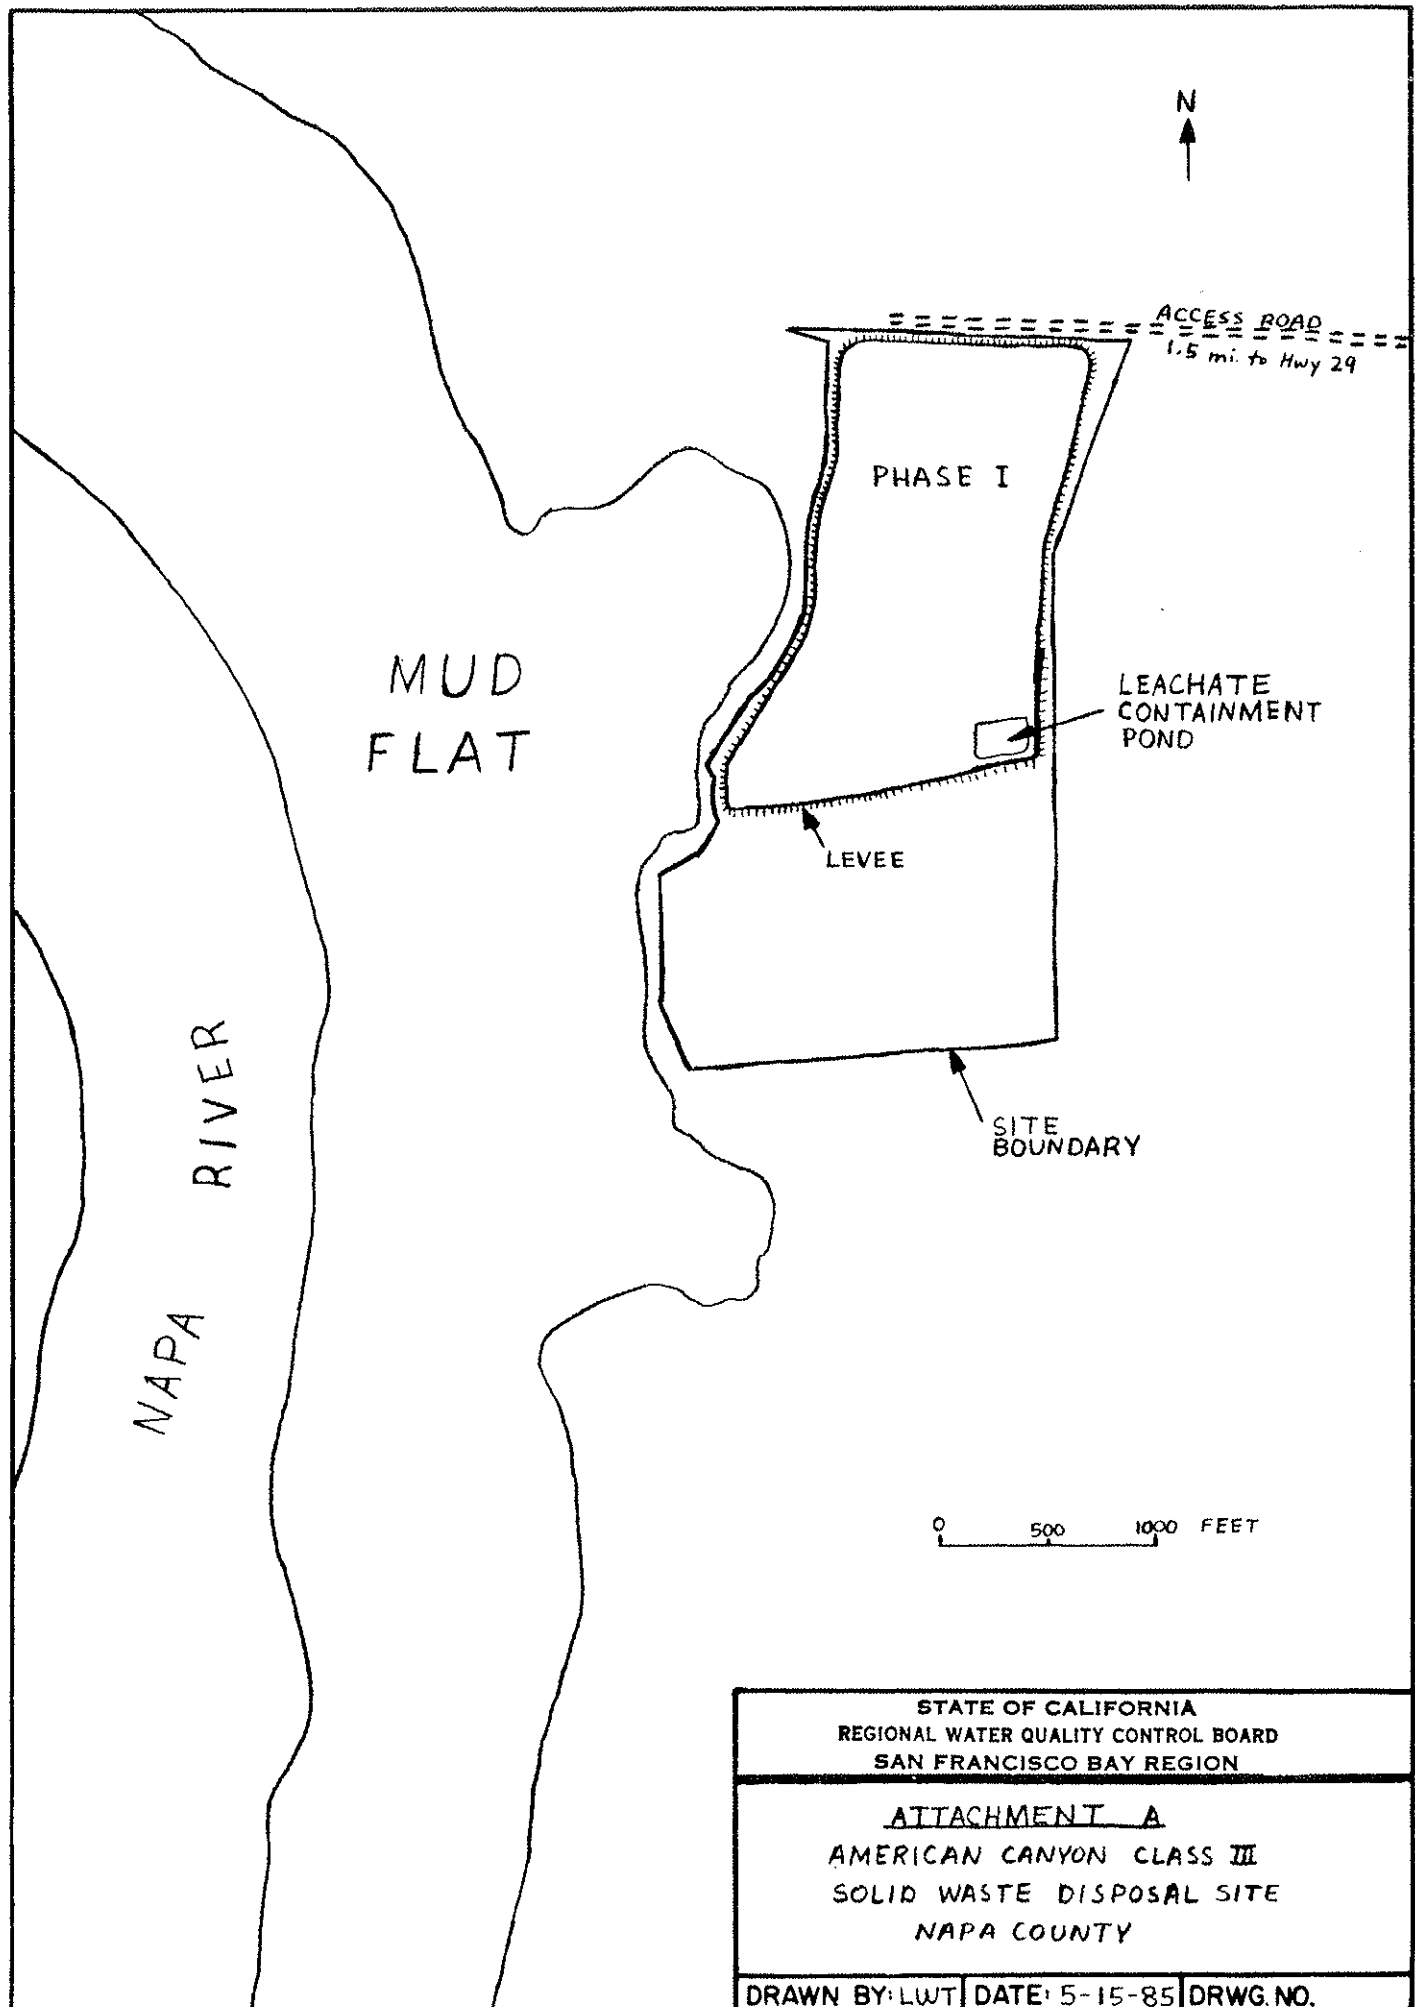 N
ACCESS ROAD
1.5 mi. to Hwy 29
PHASE I
MUD
FLAT
LEACHATE
CONTAINMENT
POND
LEVEE
NAPA RIVER
SITE
BOUNDARY
0 500 1000 FEET
STATE OF CALIFORNIA
REGIONAL WATER QUALITY CONTROL BOARD
SAN FRANCISCO BAY REGION
ATTACHMENT A
AMERICAN CANYON CLASS III
SOLID WASTE DISPOSAL SITE
NAPA COUNTY
DRAWN BY: LWT DATE: 5-15-85 DRWG. NO.